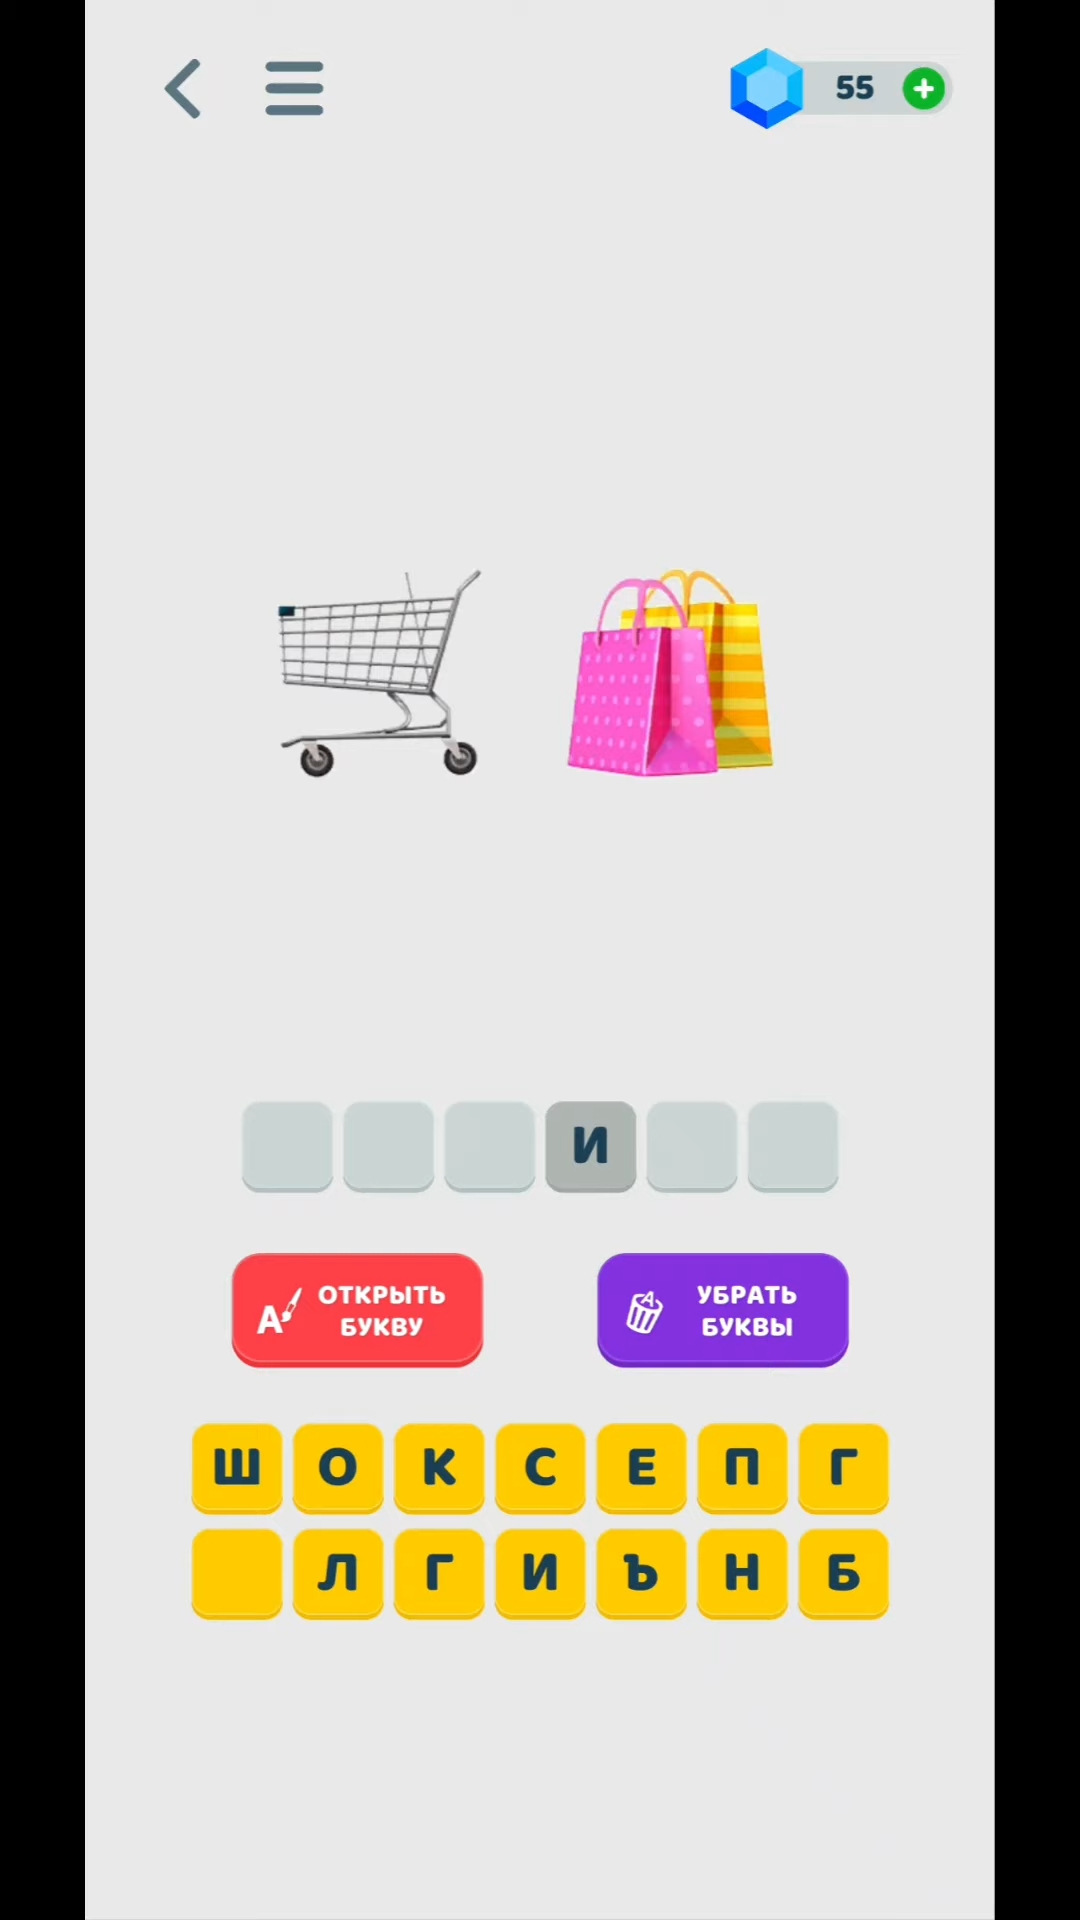 55
И
ОТКРЫТЬ
БУКВУ
УБРАТЬ
БУКВЫ
Ш О К С Е П Г
Л Г И Ъ Н Б